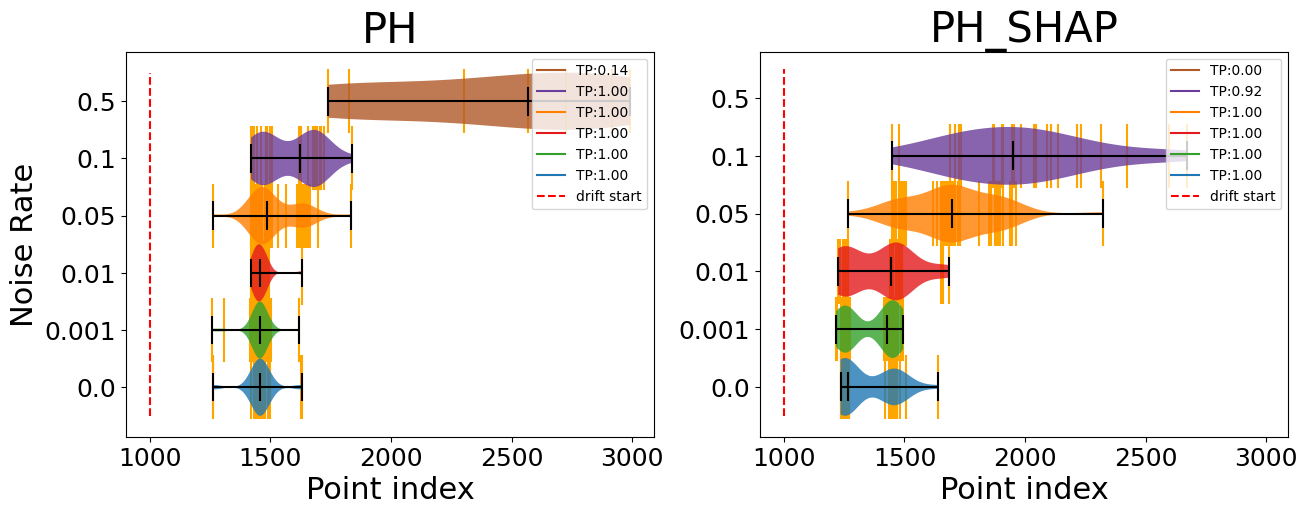 PH
Noise Rate
0.5
0.1
0.05
0.01
0.001
0.0
1000 1500 2000 2500 3000
Point index
TP:0.14
TP:1.00
TP:1.00
TP:1.00
TP:1.00
TP:1.00
drift start
PH_SHAP
0.5
0.1
0.05
0.01
0.001
0.0
1000 1500 2000 2500 3000
Point index
TP:0.00
TP:0.92
TP:1.00
TP:1.00
TP:1.00
TP:1.00
drift start